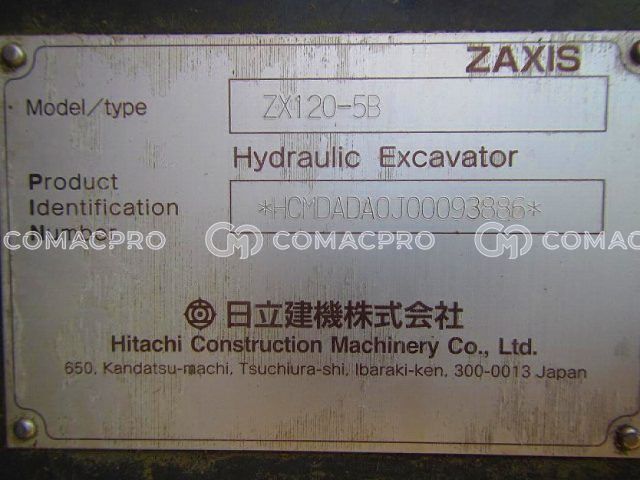 ZAXIS
Model/type ZX120-5B
Hydraulic Excavator
Product
Identification *HCMDADA0J00093886*
Number
COMACPRO COMACPRO COMACPRO
日立建機株式会社
Hitachi Construction Machinery Co., Ltd.
650, Kandatsu-machi, Tsuchiura-shi, Ibaraki-ken, 300-0013 Japan